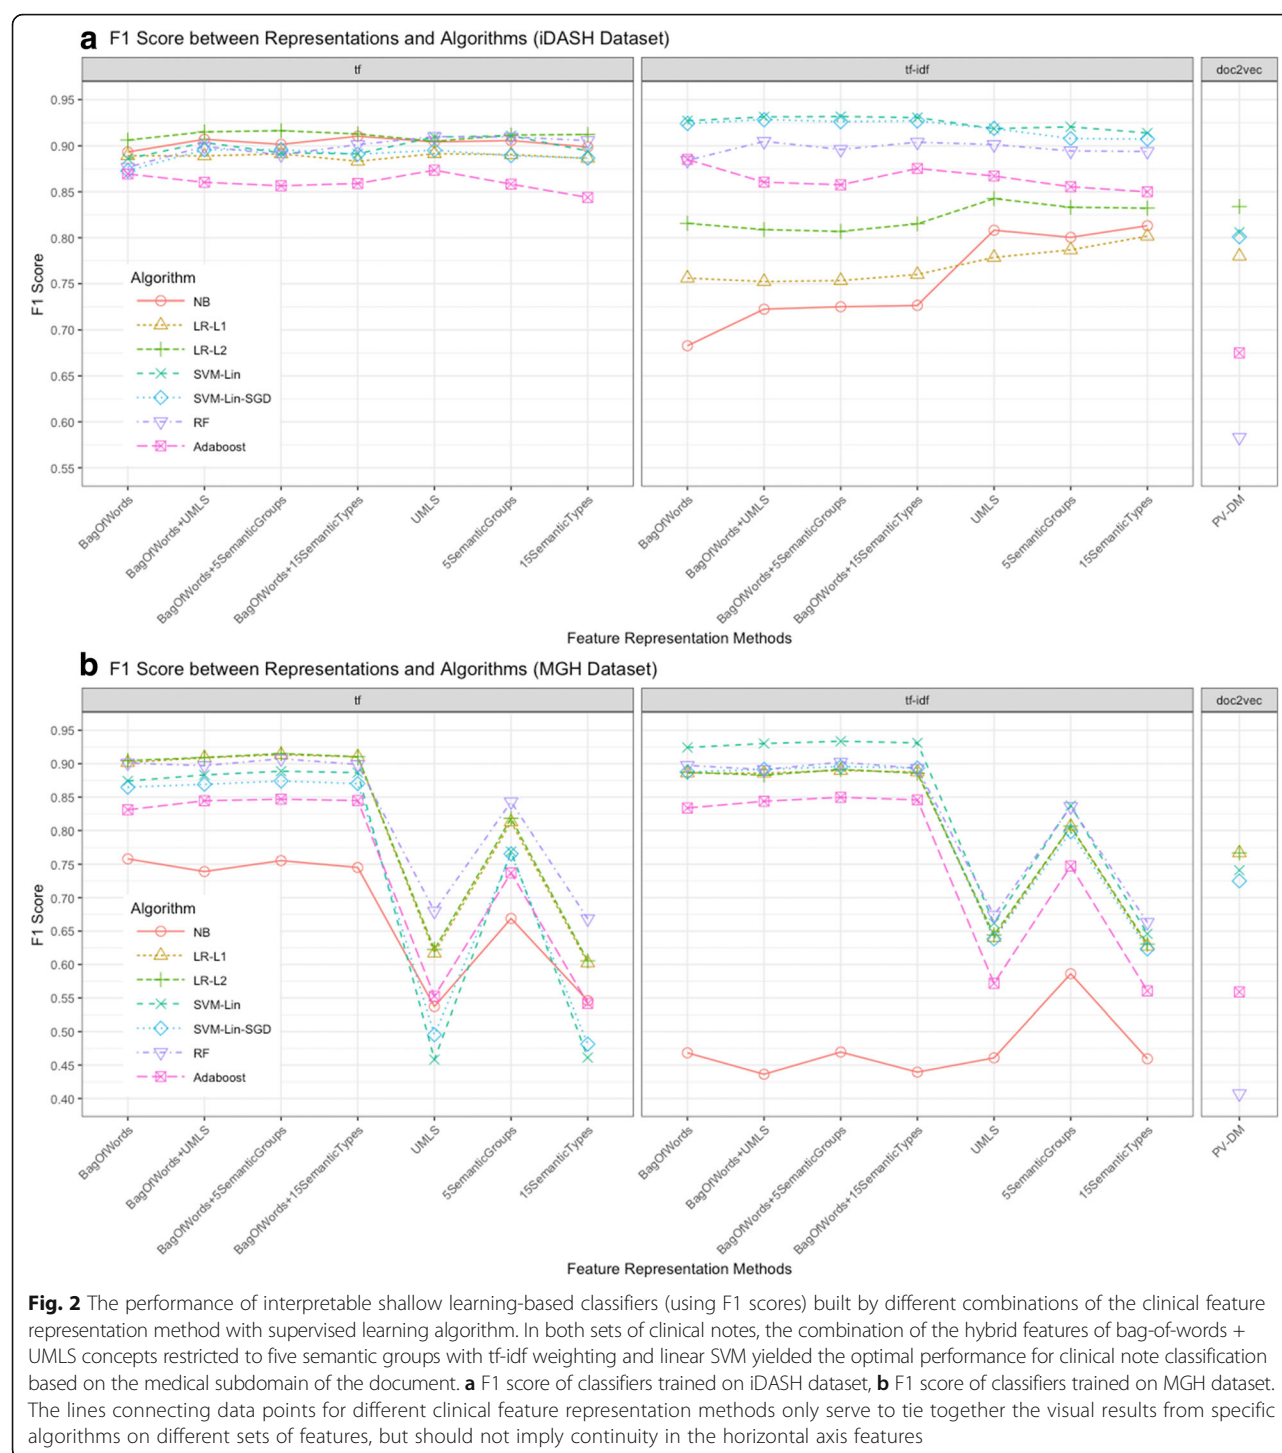 a F1 Score between Representations and Algorithms (iDASH Dataset)
tf
tf-idf
doc2vec
0.95
0.90
0.85
0.80
0.75
0.70
0.65
0.60
0.55
F1 Score
Algorithm
NB
LR-L1
LR-L2
SVM-Lin
SVM-Lin-SGD
RF
Adaboost
BagOfWords
BagOfWords+UMLS
BagOfWords+5SemanticGroups
BagOfWords+15SemanticTypes
UMLS
5SemanticGroups
15SemanticTypes
BagOfWords
BagOfWords+UMLS
BagOfWords+5SemanticGroups
BagOfWords+15SemanticTypes
UMLS
5SemanticGroups
15SemanticTypes
PV-DM
Feature Representation Methods
b F1 Score between Representations and Algorithms (MGH Dataset)
tf
tf-idf
doc2vec
0.95
0.90
0.85
0.80
0.75
0.70
0.65
0.60
0.55
0.50
0.45
0.40
F1 Score
Algorithm
NB
LR-L1
LR-L2
SVM-Lin
SVM-Lin-SGD
RF
Adaboost
BagOfWords
BagOfWords+UMLS
BagOfWords+5SemanticGroups
BagOfWords+15SemanticTypes
UMLS
5SemanticGroups
15SemanticTypes
BagOfWords
BagOfWords+UMLS
BagOfWords+5SemanticGroups
BagOfWords+15SemanticTypes
UMLS
5SemanticGroups
15SemanticTypes
PV-DM
Feature Representation Methods
Fig. 2 The performance of interpretable shallow learning-based classifiers (using F1 scores) built by different combinations of the clinical feature
representation method with supervised learning algorithm. In both sets of clinical notes, the combination of the hybrid features of bag-of-words +
UMLS concepts restricted to five semantic groups with tf-idf weighting and linear SVM yielded the optimal performance for clinical note classification
based on the medical subdomain of the document. a F1 score of classifiers trained on iDASH dataset, b F1 score of classifiers trained on MGH dataset.
The lines connecting data points for different clinical feature representation methods only serve to tie together the visual results from specific
algorithms on different sets of features, but should not imply continuity in the horizontal axis features